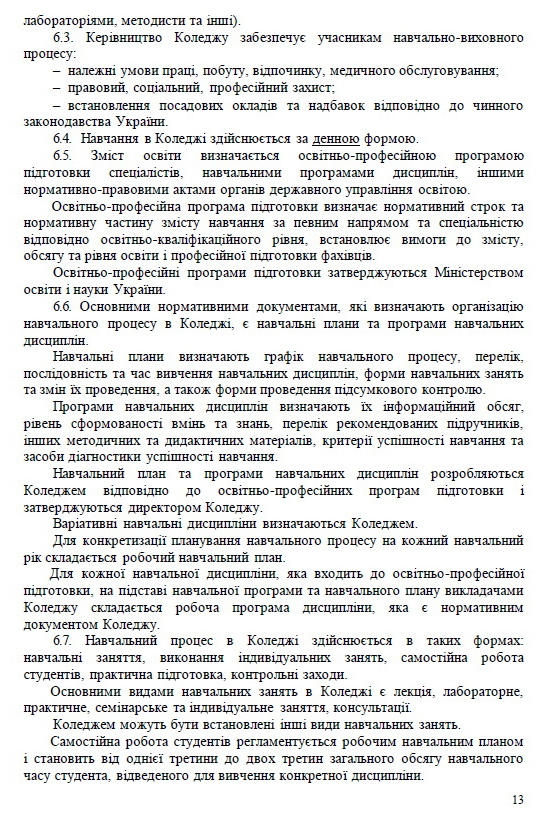 лабораторіями, методисти та інші).
6.3. Керівництво Коледжу забезпечує учасникам навчально-виховного
процесу:
– належні умови праці, побуту, відпочинку, медичного обслуговування;
– правовий, соціальний, професійний захист;
– встановлення посадових окладів та надбавок відповідно до чинного
законодавства України.
6.4. Навчання в Коледжі здійснюється за денною формою.
6.5. Зміст освіти визначається освітньо-професійною програмою
підготовки спеціалістів, навчальними програмами дисциплін, іншими
нормативно-правовими актами органів державного управління освітою.
Освітньо-професійна програма підготовки визначає нормативний строк та
нормативну частину змісту навчання за певним напрямом та спеціальністю
відповідно освітньо-кваліфікаційного рівня, встановлює вимоги до змісту,
обсягу та рівня освіти і професійної підготовки фахівців.
Освітньо-професійні програми підготовки затверджуються Міністерством
освіти і науки України.
6.6. Основними нормативними документами, які визначають організацію
навчального процесу в Коледжі, є навчальні плани та програми навчальних
дисциплін.
Навчальні плани визначають графік навчального процесу, перелік,
послідовність та час вивчення навчальних дисциплін, форми навчальних занять
та змін їх проведення, а також форми проведення підсумкового контролю.
Програми навчальних дисциплін визначають їх інформаційний обсяг,
рівень сформованості вмінь та знань, перелік рекомендованих підручників,
інших методичних та дидактичних матеріалів, критерії успішності навчання та
засоби діагностики успішності навчання.
Навчальний план та програми навчальних дисциплін розробляються
Коледжем відповідно до освітньо-професійних програм підготовки і
затверджуються директором Коледжу.
Варіативні навчальні дисципліни визначаються Коледжем.
Для конкретизації планування навчального процесу на кожний навчальний
рік складається робочий навчальний план.
Для кожної навчальної дисципліни, яка входить до освітньо-професійної
підготовки, на підставі навчальної програми та навчального плану викладачами
Коледжу складається робоча програма дисципліни, яка є нормативним
документом Коледжу.
6.7. Навчальний процес в Коледжі здійснюється в таких формах:
навчальні заняття, виконання індивідуальних занять, самостійна робота
студентів, практична підготовка, контрольні заходи.
Основними видами навчальних занять в Коледжі є лекція, лабораторне,
практичне, семінарське та індивідуальне заняття, консультації.
Коледжем можуть бути встановлені інші види навчальних занять.
Самостійна робота студентів регламентується робочим навчальним планом
і становить від однієї третини до двох третин загального обсягу навчального
часу студента, відведеного для вивчення конкретної дисципліни.
13